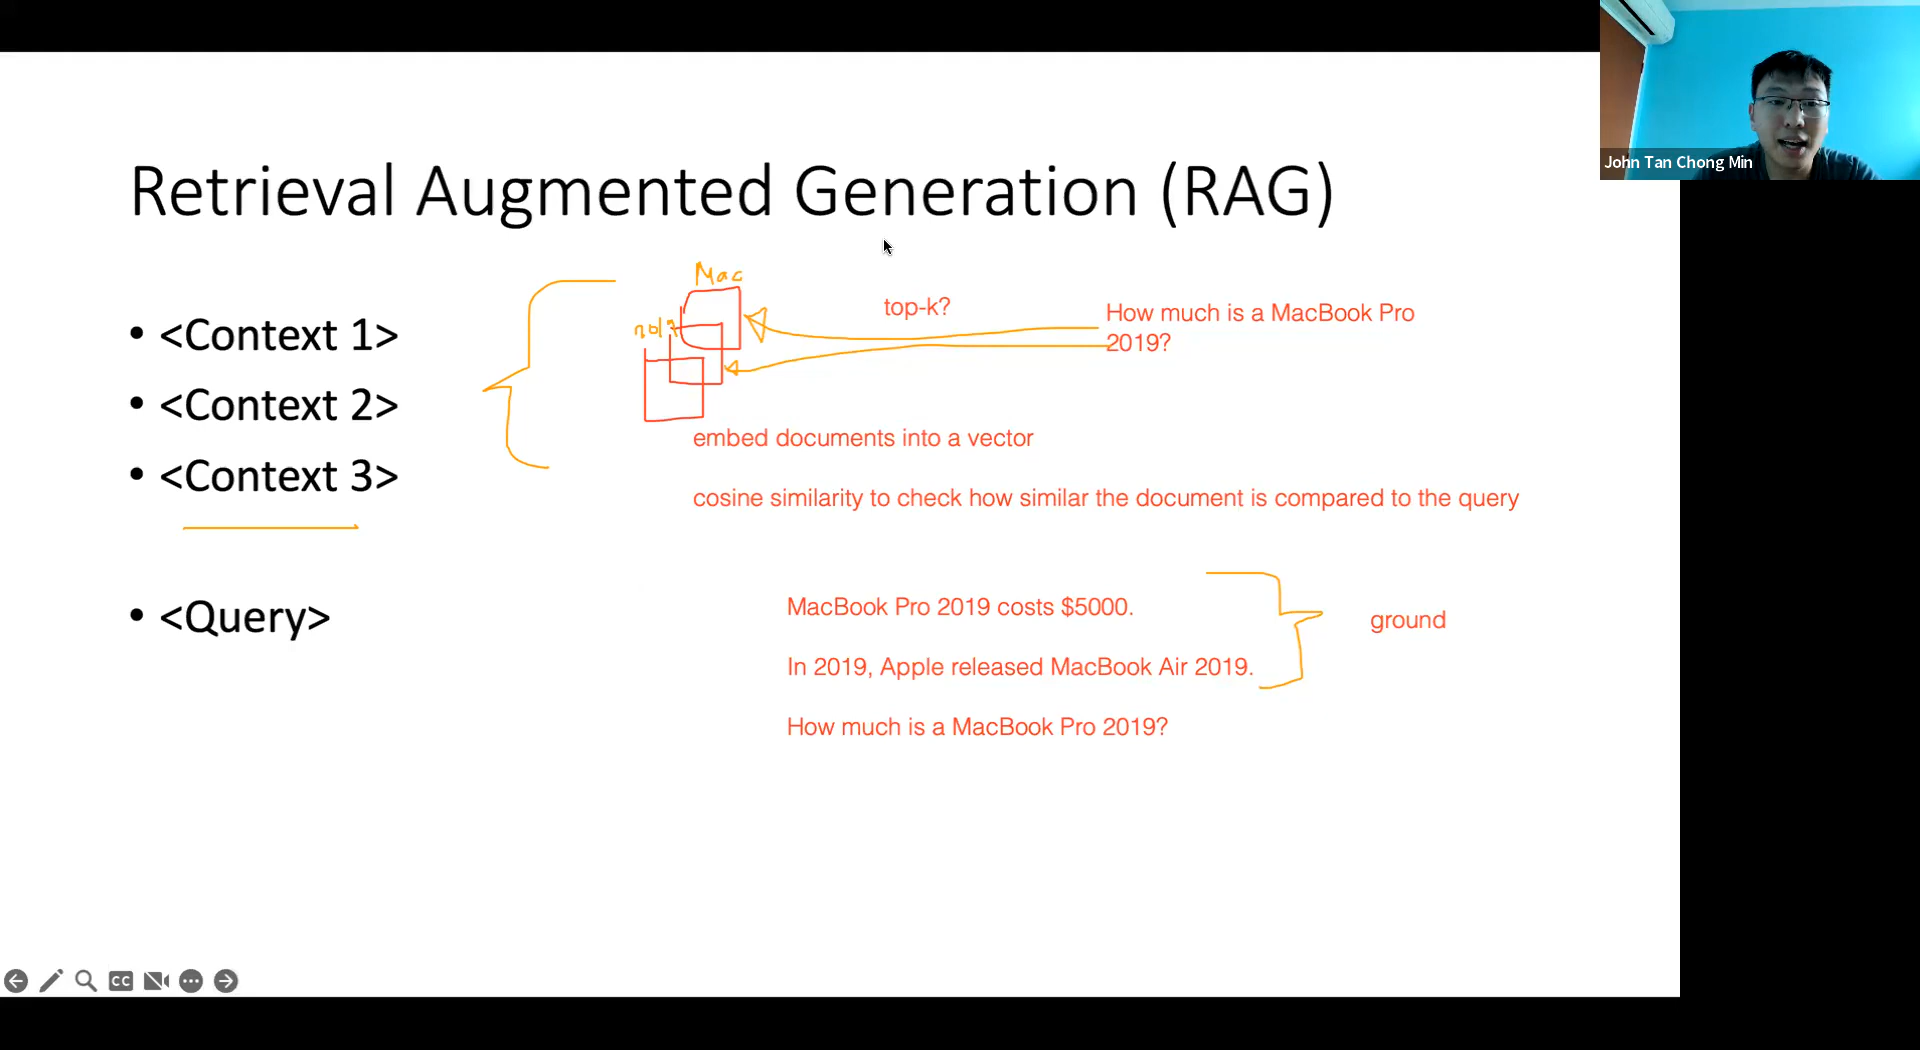 John Tan Chong Min
Retrieval Augmented Generation (RAG)
Mac
top-k?
How much is a MacBook Pro
2019?
• <Context 1>
• <Context 2>
• <Context 3>
embed documents into a vector
cosine similarity to check how similar the document is compared to the query
• <Query>
MacBook Pro 2019 costs $5000.
ground
In 2019, Apple released MacBook Air 2019.
How much is a MacBook Pro 2019?
CC